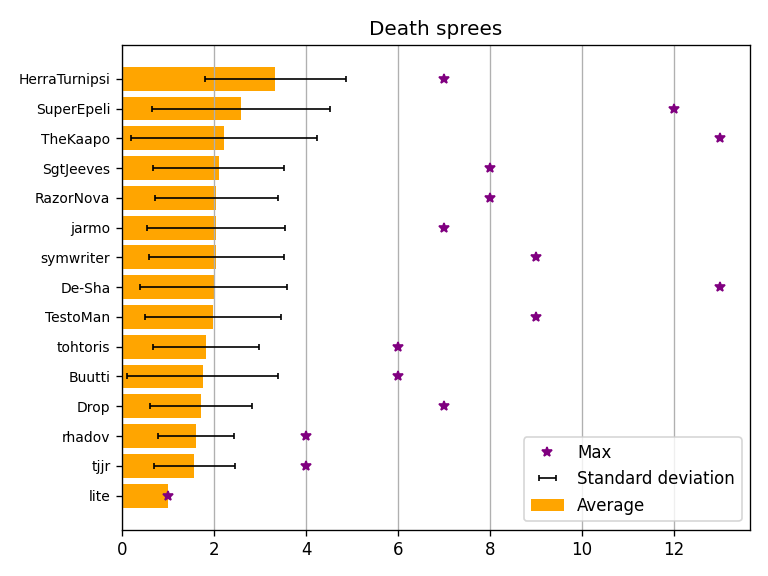 Death sprees
HerraTurnipsi
SuperEpeli
TheKaapo
SgtJeeves
RazorNova
jarmo
symwriter
De-Sha
TestoMan
tohtoris
Buutti
Drop
rhadov
tjjr
lite
Max
Standard deviation
Average
0 2 4 6 8 10 12